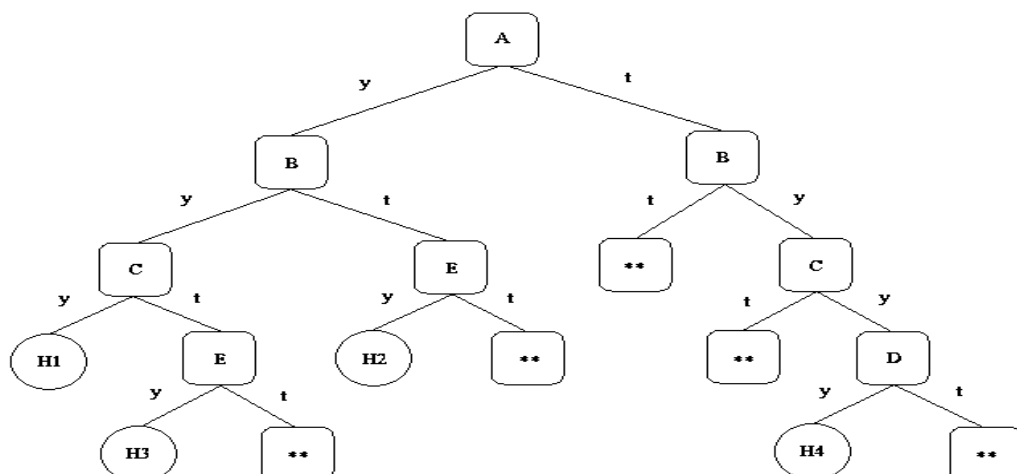 A
y t
B B
y t t y
C E ** C
y t y t t y
H1 E H2 ** ** D
y t y t
H3 ** H4 **